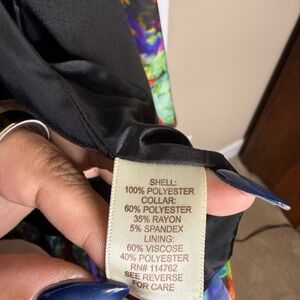 SHELL:
100% POLYESTER
COLLAR:
60% POLYESTER
35% RAYON
5% SPANDEX
LINING:
60% VISCOSE
40% POLYESTER
RN# 114762
SEE REVERSE
FOR CARE